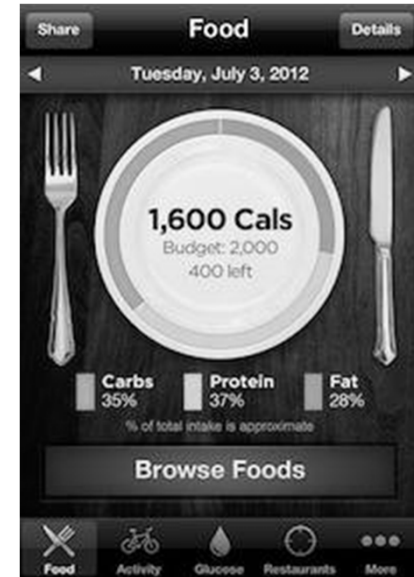 Share Food Details
Tuesday, July 3, 2012
1,600 Cals
Budget: 2,000
400 left
Carbs Protein Fat
35% 37% 28%
% of total intake is approximate
Browse Foods
Food Activity Glucose Restaurants More